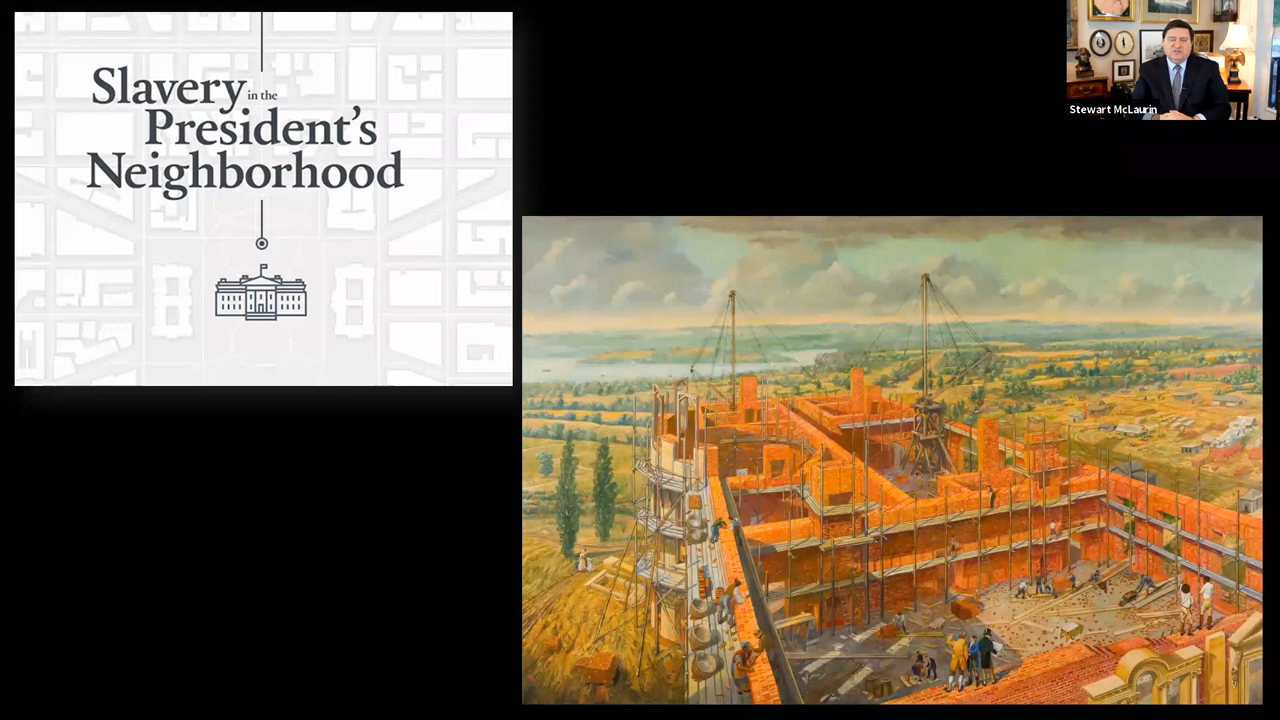 Slavery in the
President's
Neighborhood
Stewart McLaurin